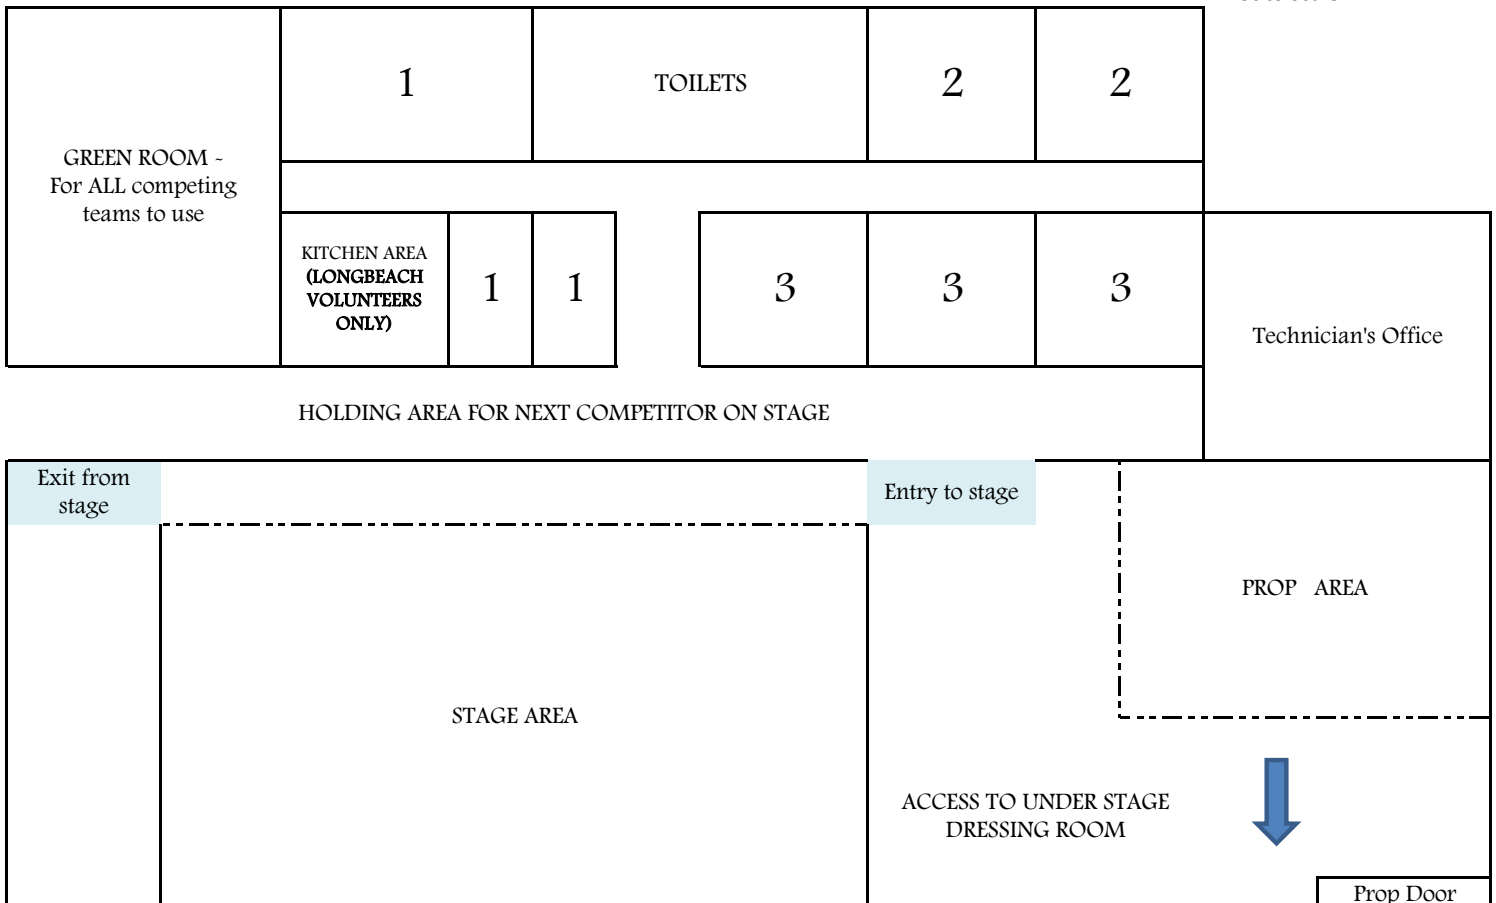 1
TOILETS
2
2
GREEN ROOM -
For ALL competing
teams to use
KITCHEN AREA
(LONGBEACH
VOLUNTEERS
ONLY)
1
1
3
3
3
Technician's Office
HOLDING AREA FOR NEXT COMPETITOR ON STAGE
Exit from
stage
Entry to stage
PROP AREA
STAGE AREA
ACCESS TO UNDER STAGE
DRESSING ROOM
Prop Door